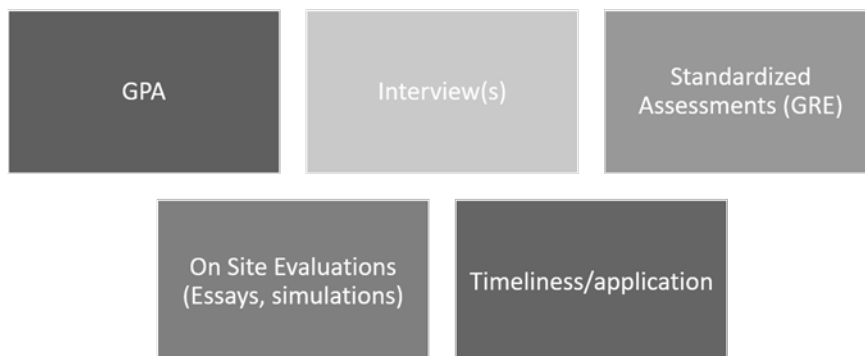 GPA
Interview(s)
Standardized
Assessments (GRE)
On Site Evaluations
(Essays, simulations)
Timeliness/application